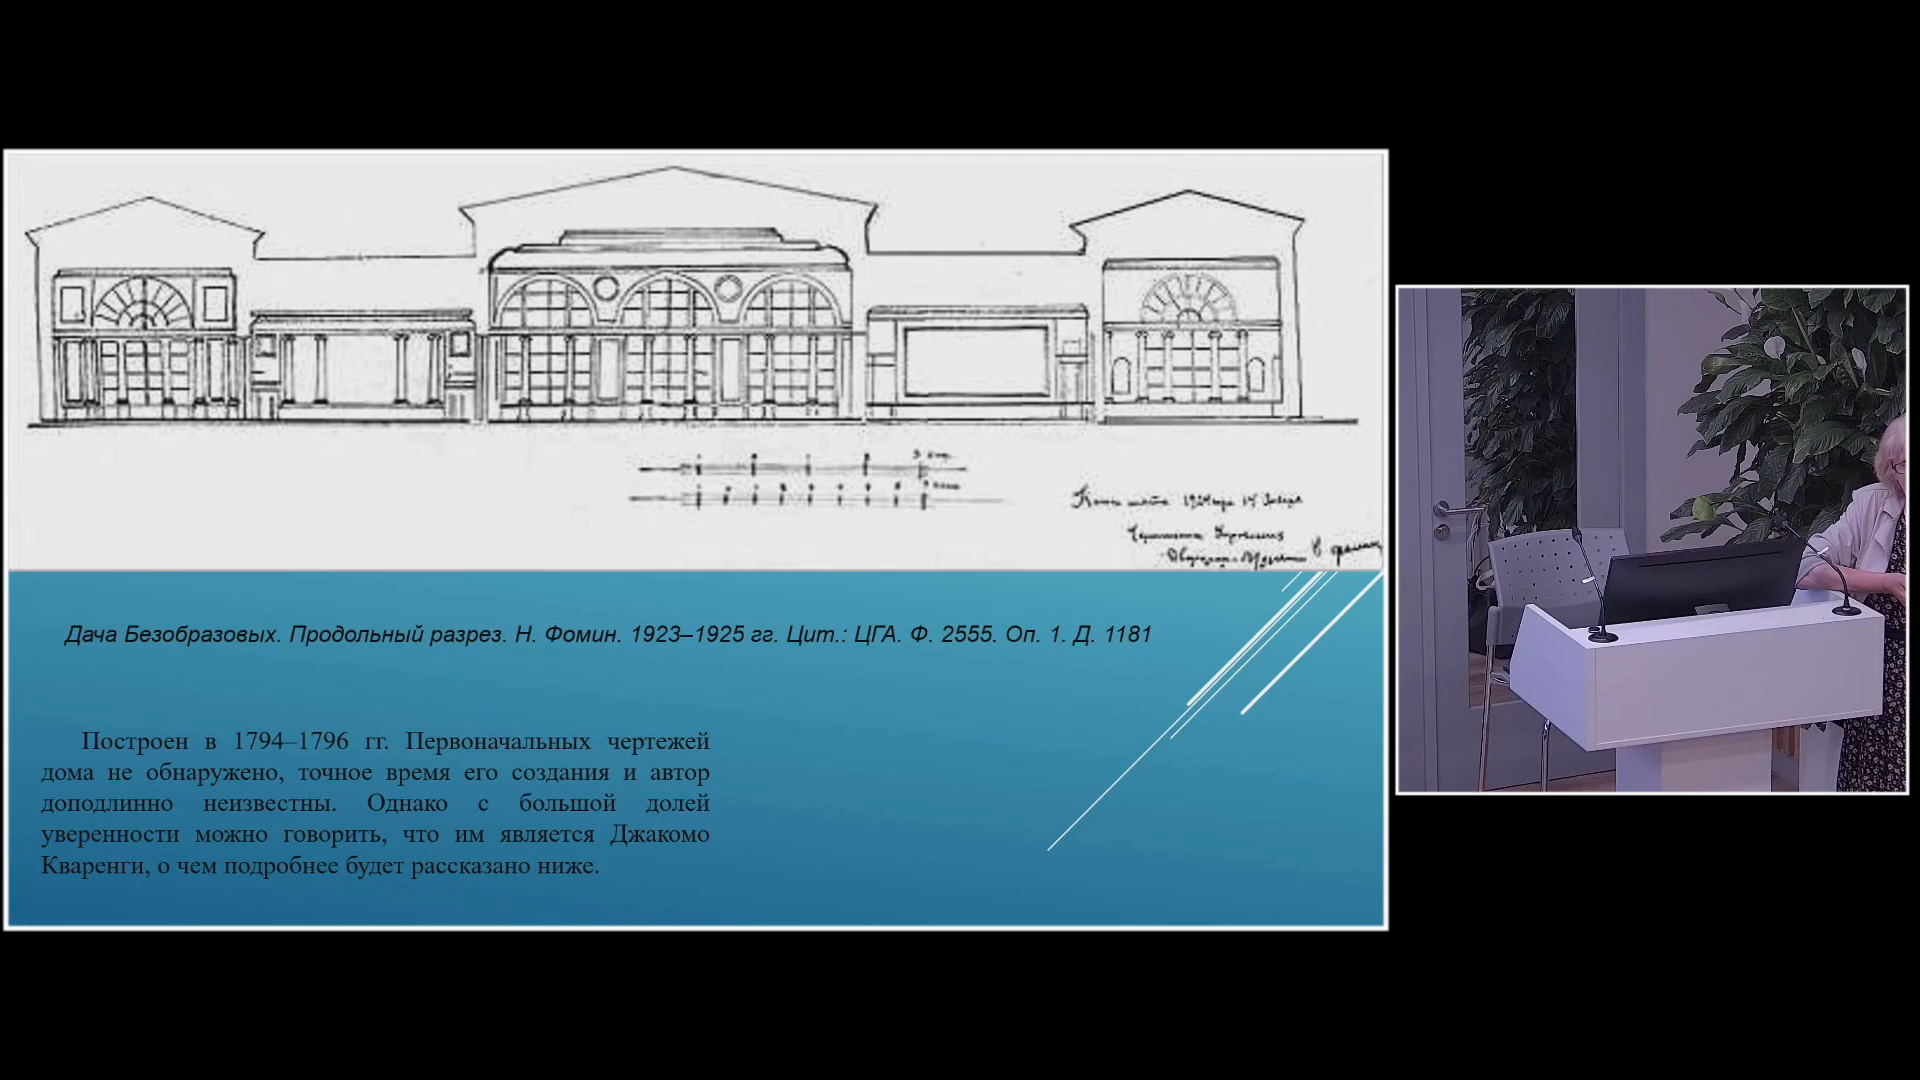 Дача Безобразовых. Продольный разрез. Н. Фомин. 1923–1925 гг. Цит.: ЦГА. Ф. 2555. Оп. 1. Д. 1181
Построен в 1794–1796 гг. Первоначальных чертежей
дома не обнаружено, точное время его создания и автор
доподлинно неизвестны. Однако с большой долей
уверенности можно говорить, что им является Джакомо
Кваренги, о чем подробнее будет рассказано ниже.